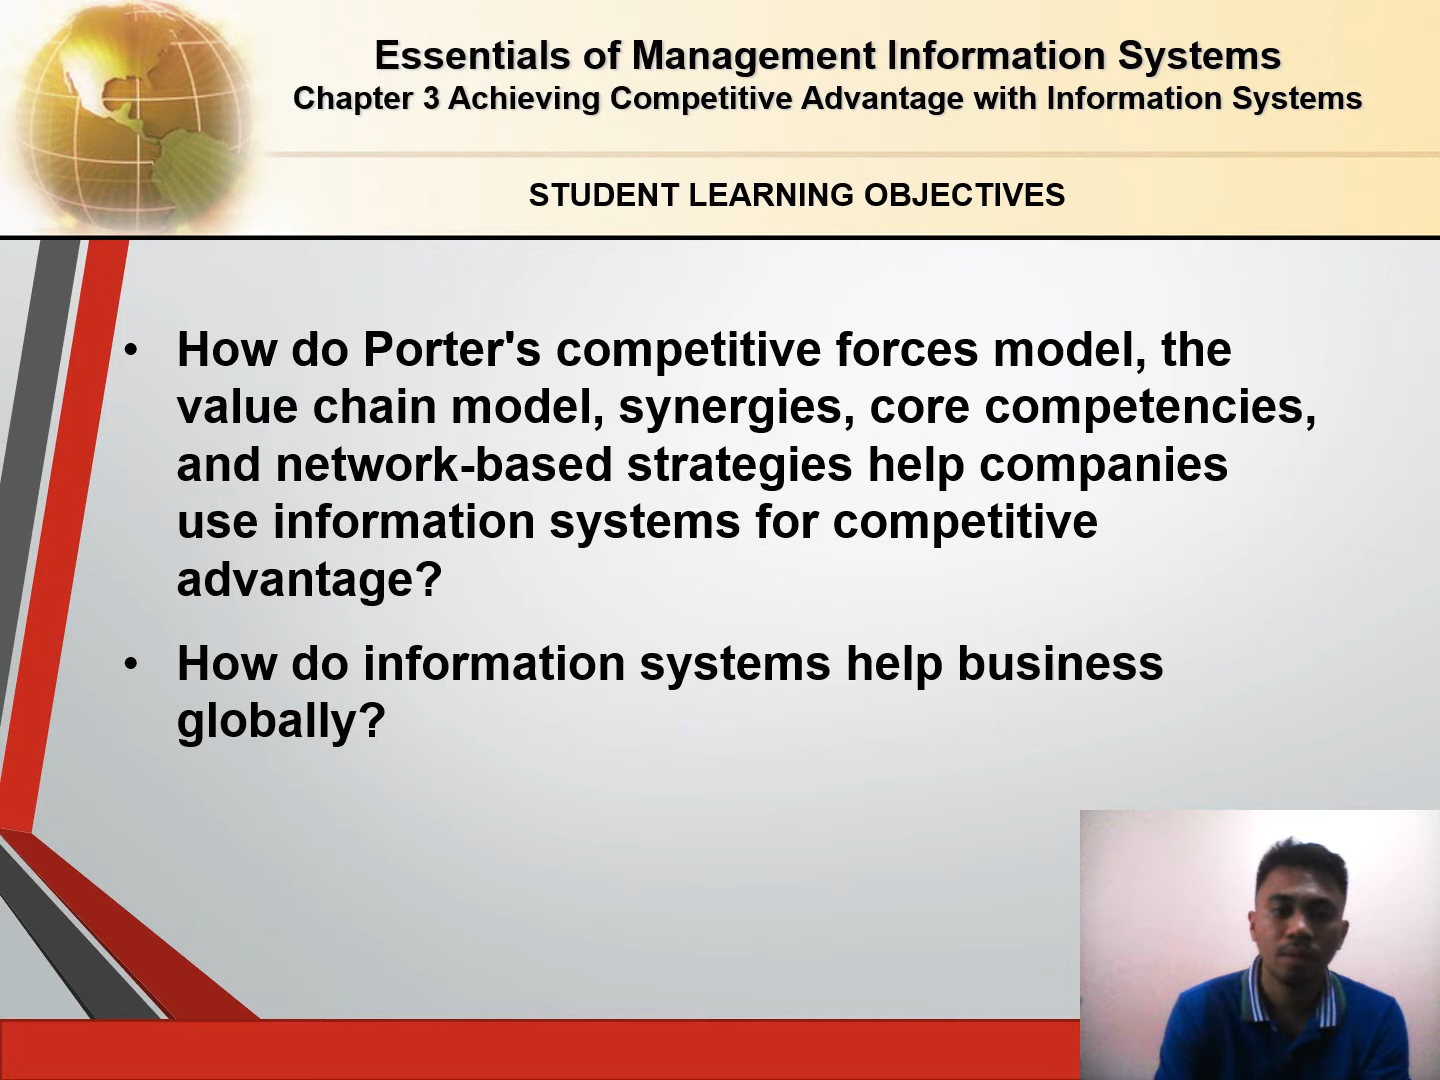 Essentials of Management Information Systems
Chapter 3 Achieving Competitive Advantage with Information Systems
STUDENT LEARNING OBJECTIVES
• How do Porter's competitive forces model, the
value chain model, synergies, core competencies,
and network-based strategies help companies
use information systems for competitive
advantage?
• How do information systems help business
globally?